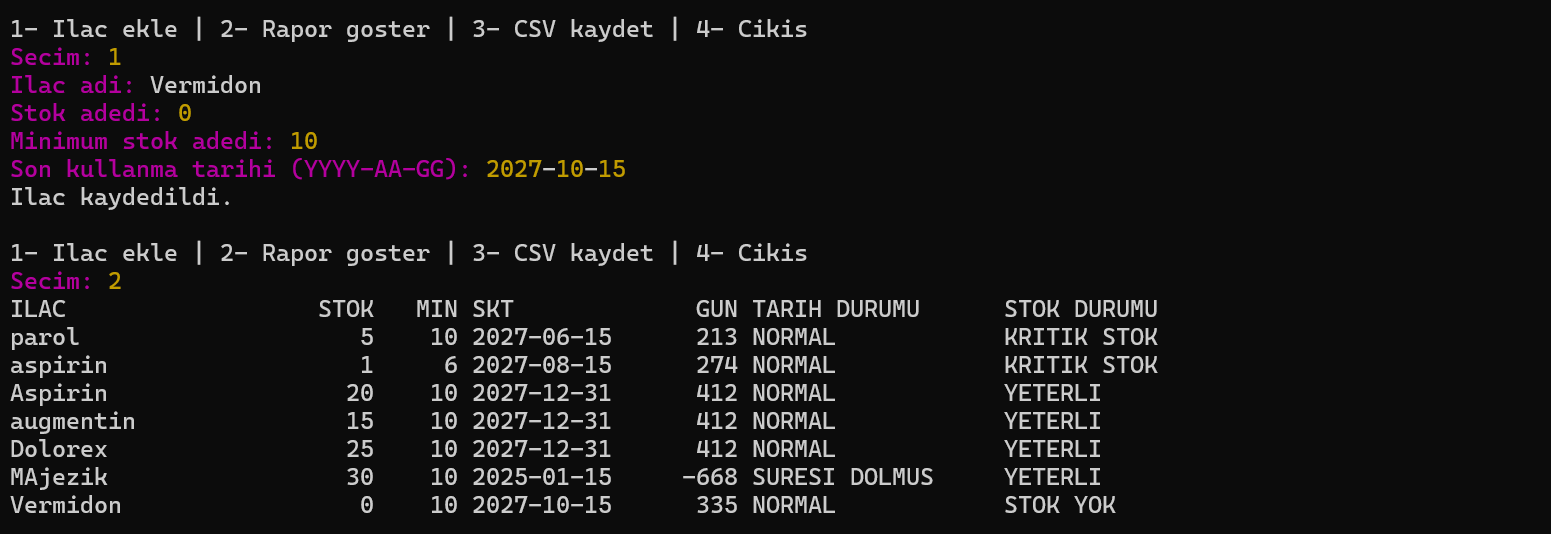 1- Ilac ekle | 2- Rapor goster | 3- CSV kaydet | 4- Cikis
Secim: 1
Ilac adi: Vermidon
Stok adedi: 0
Minimum stok adedi: 10
Son kullanma tarihi (YYYY-AA-GG): 2027-10-15
Ilac kaydedildi.
1- Ilac ekle | 2- Rapor goster | 3- CSV kaydet | 4- Cikis
Secim: 2
ILAC STOK MIN SKT GUN TARIH DURUMU STOK DURUMU
parol 5 10 2027-06-15 213 NORMAL KRITIK STOK
aspirin 1 6 2027-08-15 274 NORMAL KRITIK STOK
Aspirin 20 10 2027-12-31 412 NORMAL YETERLI
augmentin 15 10 2027-12-31 412 NORMAL YETERLI
Dolorex 25 10 2027-12-31 412 NORMAL YETERLI
MAjezik 30 10 2025-01-15 -668 SURESI DOLMUS YETERLI
Vermidon 0 10 2027-10-15 335 NORMAL STOK YOK